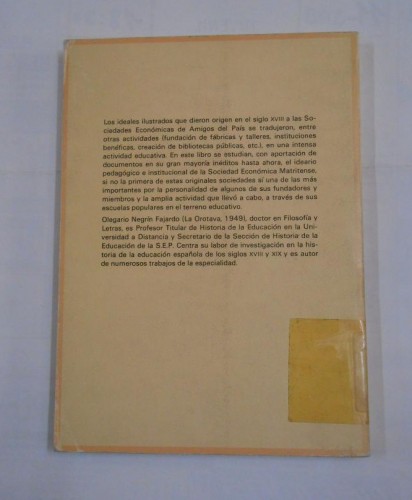 Los ideales ilustrados que dieron origen en el siglo XVIII a las So-
ciedades Económicas de Amigos del País se tradujeron, entre
otras actividades (fundación de fábricas y talleres, instituciones
benéficas, creación de bibliotecas públicas, etc.), en una intensa
actividad educativa. En este libro se estudian, con aportación de
documentos en su gran mayoría inéditos hasta ahora, el ideario
pedagógico e institucional de la Sociedad Económica Matritense,
si no la primera de estas originales sociedades sí una de las más
importantes por la personalidad de algunos de sus fundadores y
miembros y la amplia actividad que llevó a cabo, a través de sus
escuelas populares en el terreno educativo.
Olegario Negrín Fajardo (La Orotava, 1949), doctor en Filosofía y
Letras, es Profesor Titular de Historia de la Educación en la Uni-
versidad a Distancia y Secretario de la Sección de Historia de la
Educación de la S.E.P. Centra su labor de investigación en la his-
toria de la educación española de los siglos XVIII y XIX y es autor
de numerosos trabajos de la especialidad.